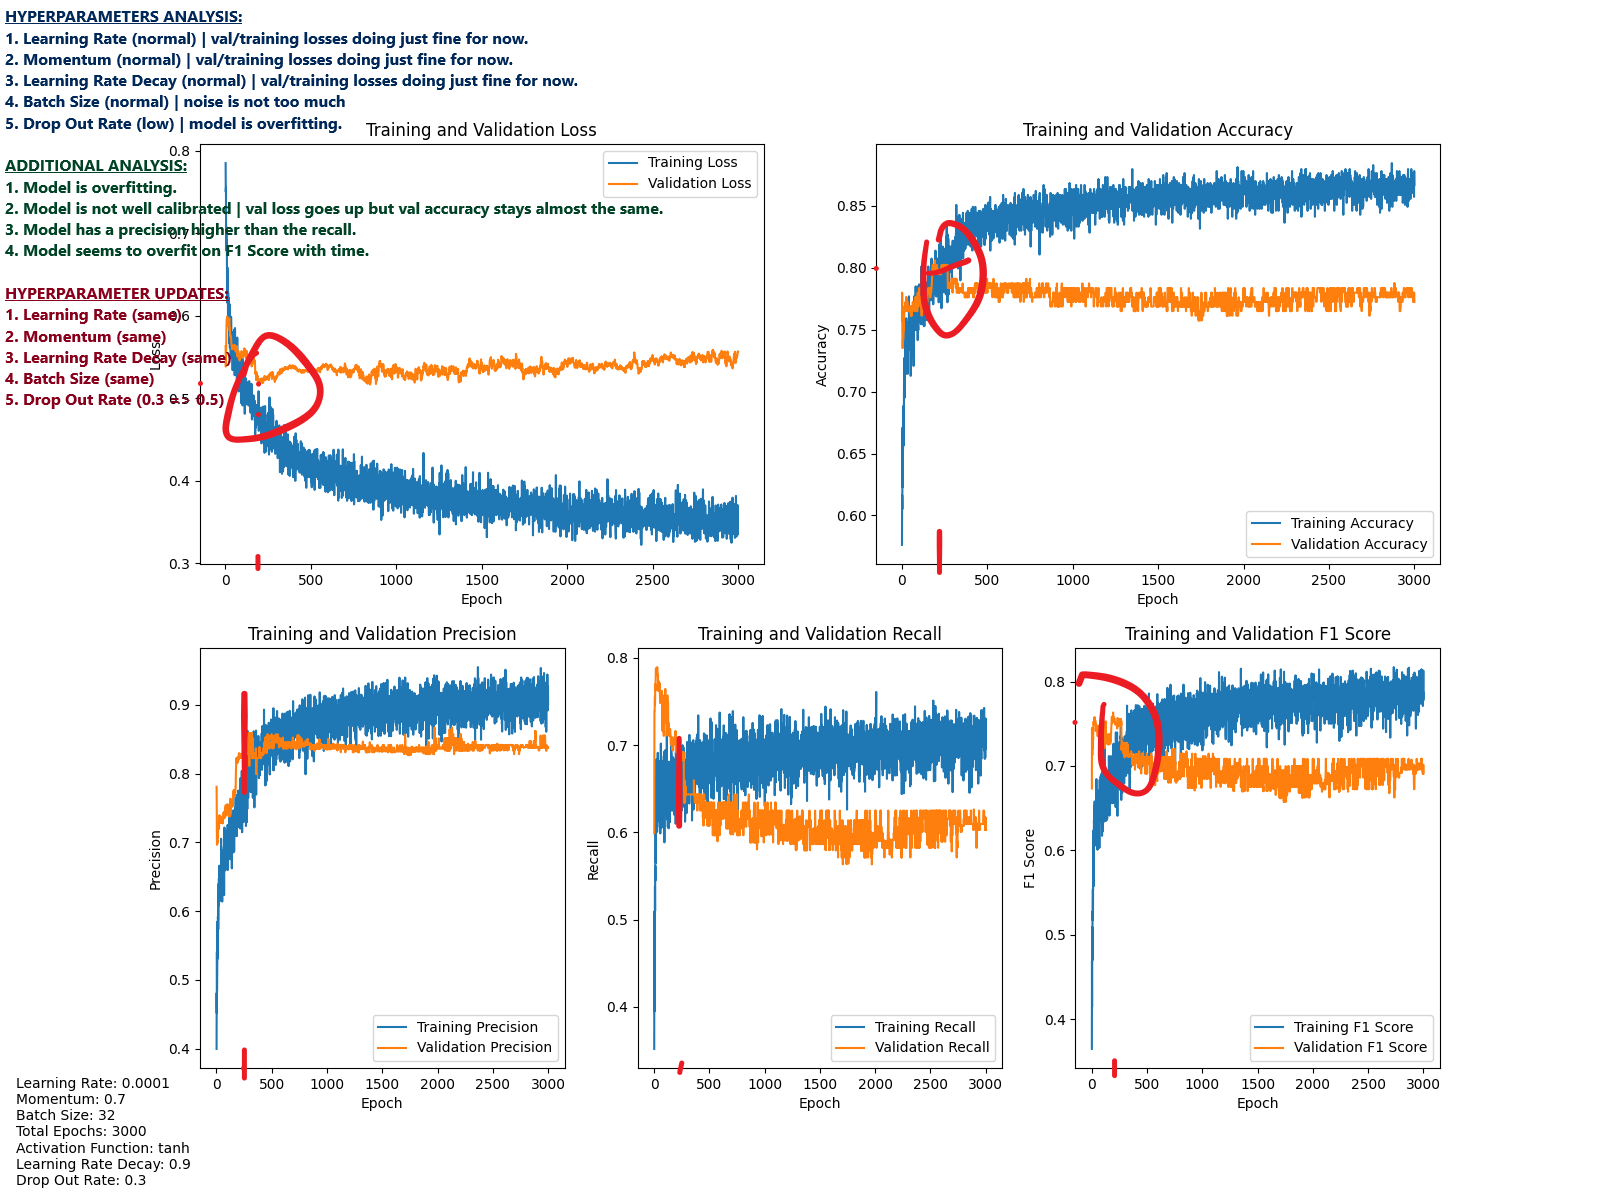 HYPERPARAMETERS ANALYSIS:
1. Learning Rate (normal) | val/training losses doing just fine for now.
2. Momentum (normal) | val/training losses doing just fine for now.
3. Learning Rate Decay (normal) | val/training losses doing just fine for now.
4. Batch Size (normal) | noise is not too much
5. Drop Out Rate (low) | model is overfitting.
ADDITIONAL ANALYSIS:
1. Model is overfitting.
2. Model is not well calibrated | val loss goes up but val accuracy stays almost the same.
3. Model has a precision higher than the recall.
4. Model seems to overfit on F1 Score with time.
HYPERPARAMETER UPDATES:
1. Learning Rate (same)
2. Momentum (same)
3. Learning Rate Decay (same)
4. Batch Size (same)
5. Drop Out Rate (0.3 => 0.5)
Training and Validation Loss
Training Loss
Validation Loss
Loss
0.8
0.7
0.6
0.5
0.4
0.3
0 500 1000 1500 2000 2500 3000
Epoch
Training and Validation Accuracy
Accuracy
0.85
0.80
0.75
0.70
0.65
0.60
Training Accuracy
Validation Accuracy
0 500 1000 1500 2000 2500 3000
Epoch
Training and Validation Precision
Precision
0.9
0.8
0.7
0.6
0.5
0.4
Training Precision
Validation Precision
0 500 1000 1500 2000 2500 3000
Epoch
Training and Validation Recall
Recall
0.8
0.7
0.6
0.5
0.4
Training Recall
Validation Recall
0 500 1000 1500 2000 2500 3000
Epoch
Training and Validation F1 Score
F1 Score
0.8
0.7
0.6
0.5
0.4
Training F1 Score
Validation F1 Score
0 500 1000 1500 2000 2500 3000
Epoch
Learning Rate: 0.0001
Momentum: 0.7
Batch Size: 32
Total Epochs: 3000
Activation Function: tanh
Learning Rate Decay: 0.9
Drop Out Rate: 0.3